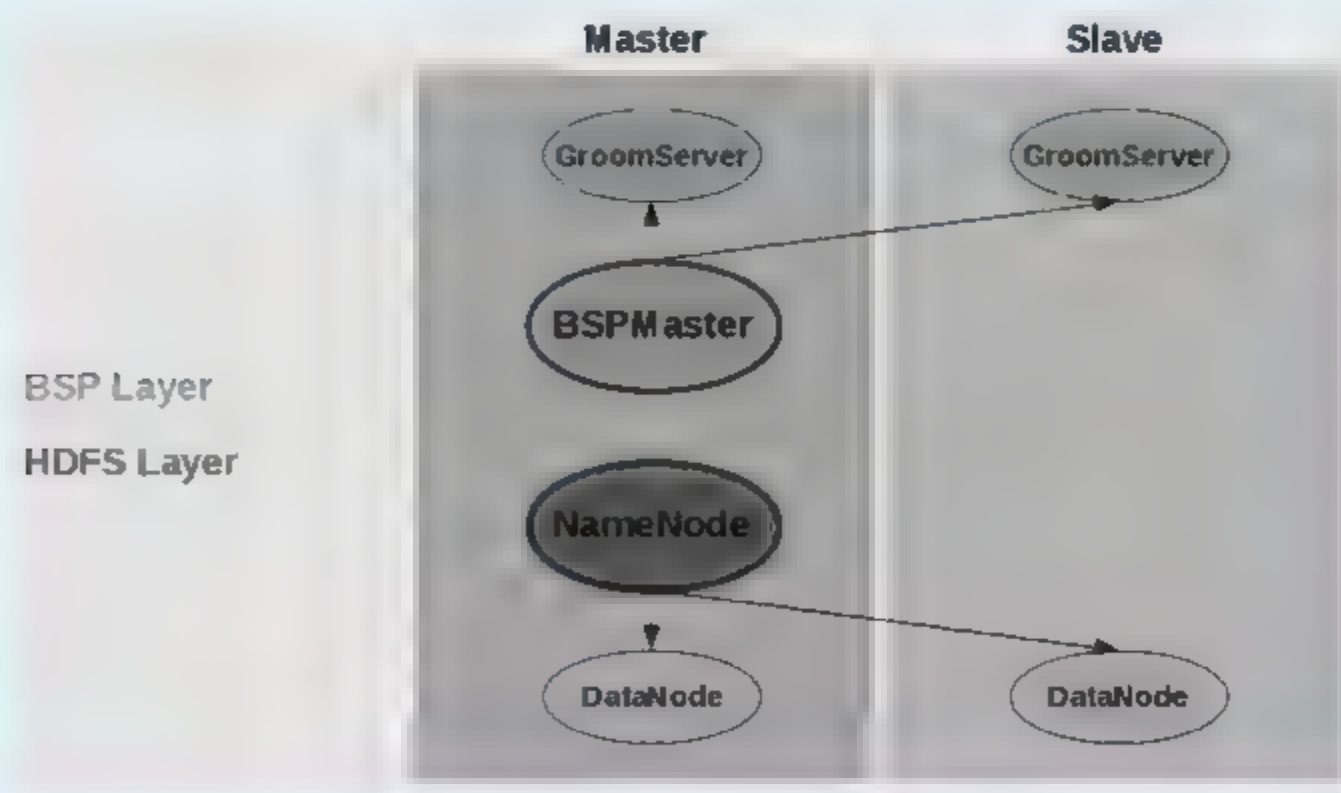 Master Slave
GroomServer GroomServer
BSPMaster
BSP Layer
HDFS Layer
NameNode
DataNode DataNode